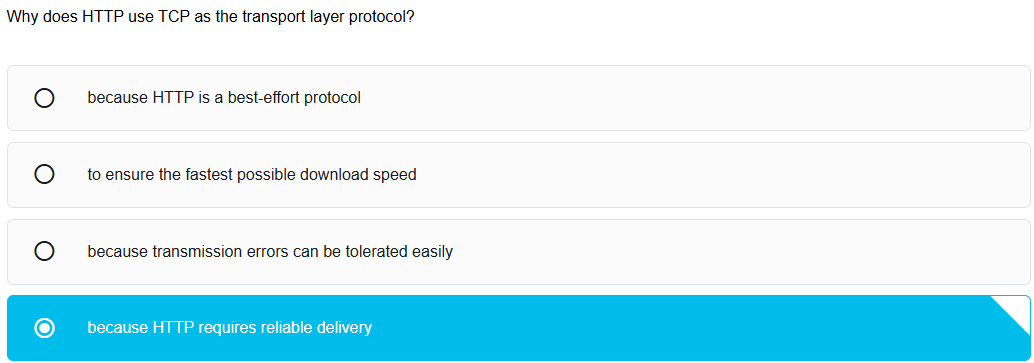 Why does HTTP use TCP as the transport layer protocol?
because HTTP is a best-effort protocol
to ensure the fastest possible download speed
because transmission errors can be tolerated easily
because HTTP requires reliable delivery